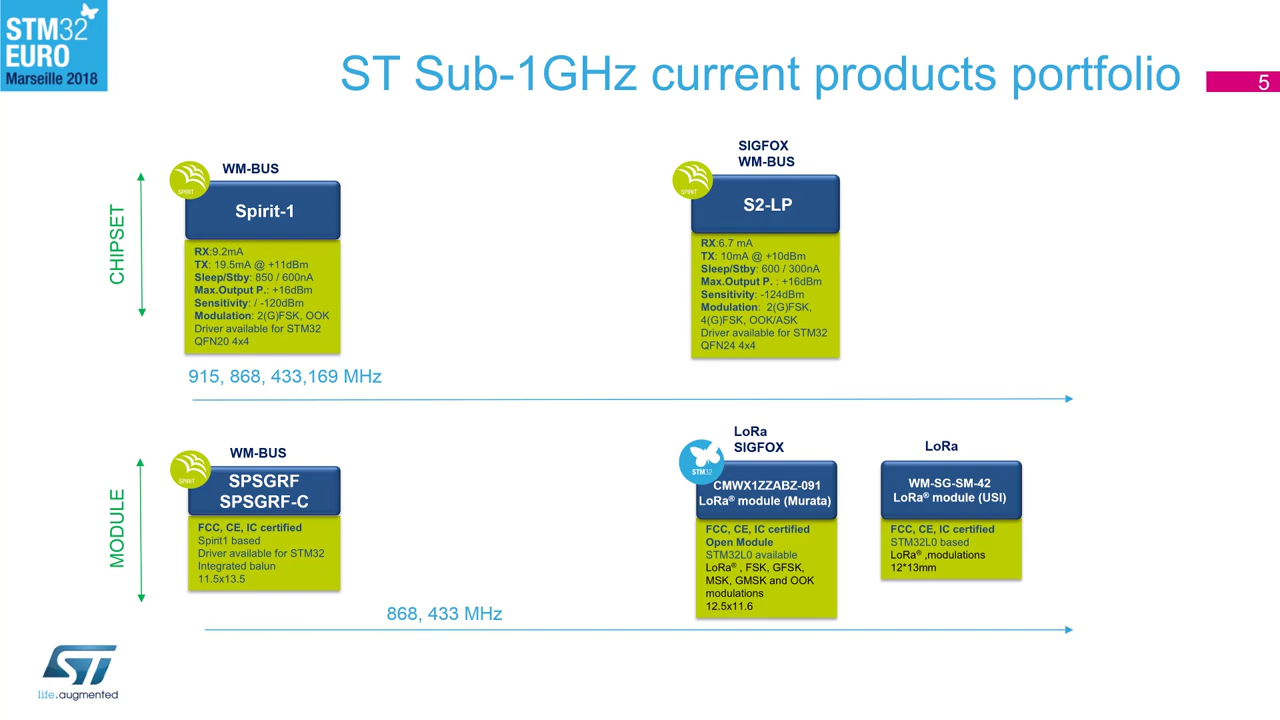 STM32
EURO
Marseille 2018
ST Sub-1GHz current products portfolio
5
CHIPSET
WM-BUS
SPIRIT
Spirit-1
RX:9.2mA
TX: 19.5mA @ +11dBm
Sleep/Stby: 850 / 600nA
Max.Output P.: +16dBm
Sensitivity: / -120dBm
Modulation: 2(G)FSK, OOK
Driver available for STM32
QFN20 4x4
SIGFOX
WM-BUS
SPIRIT
S2-LP
RX:6.7 mA
TX: 10mA @ +10dBm
Sleep/Stby: 600 / 300nA
Max.Output P. : +16dBm
Sensitivity: -124dBm
Modulation: 2(G)FSK,
4(G)FSK, OOK/ASK
Driver available for STM32
QFN24 4x4
915, 868, 433,169 MHz
MODULE
WM-BUS
SPIRIT
SPSGRF
SPSGRF-C
FCC, CE, IC certified
Spirit1 based
Driver available for STM32
Integrated balun
11.5x13.5
LoRa
SIGFOX
STM32
CMWX1ZZABZ-091
LoRa® module (Murata)
FCC, CE, IC certified
Open Module
STM32L0 available
LoRa® , FSK, GFSK,
MSK, GMSK and OOK
modulations
12.5x11.6
LoRa
WM-SG-SM-42
LoRa® module (USI)
FCC, CE, IC certified
STM32L0 based
LoRa® ,modulations
12*13mm
868, 433 MHz
ST
life.augmented